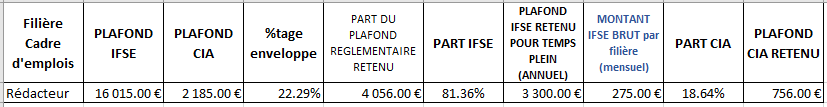 Filière
Cadre
d'emplois
PLAFOND
IFSE
PLAFOND
CIA
%tage
enveloppe
PART DU
PLAFOND
REGLEMENTAIRE
RETENU
PART IFSE
PLAFOND
IFSE RETENU
POUR TEMPS
PLEIN
(ANNUEL)
MONTANT
IFSE BRUT par
filière
(mensuel)
PART CIA
PLAFOND
CIA RETENU
Rédacteur 16 015.00 € 2 185.00 € 22.29% 4 056.00 € 81.36% 3 300.00 € 275.00 € 18.64% 756.00 €